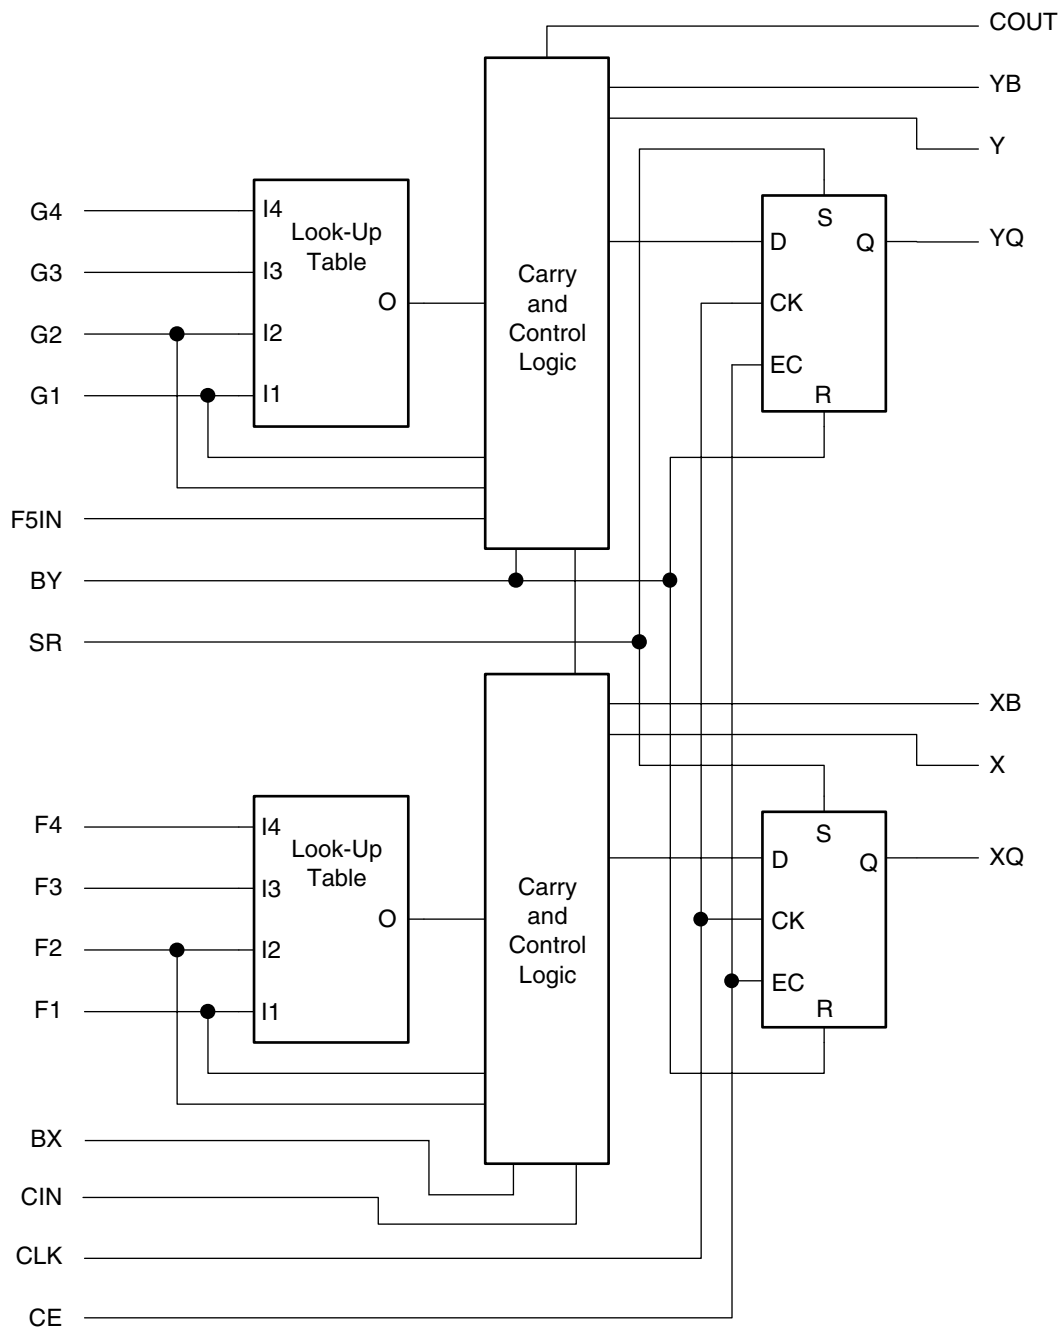 COUT
YB
Y
G4
I4
Look-Up
Table
S
D
Q
YQ
G3
I3
Carry
and
Control
Logic
O
CK
G2
I2
EC
G1
I1
R
F5IN
BY
SR
XB
X
F4
I4
Look-Up
Table
S
D
Q
XQ
F3
I3
Carry
and
Control
Logic
O
CK
F2
I2
EC
F1
I1
R
BX
CIN
CLK
CE